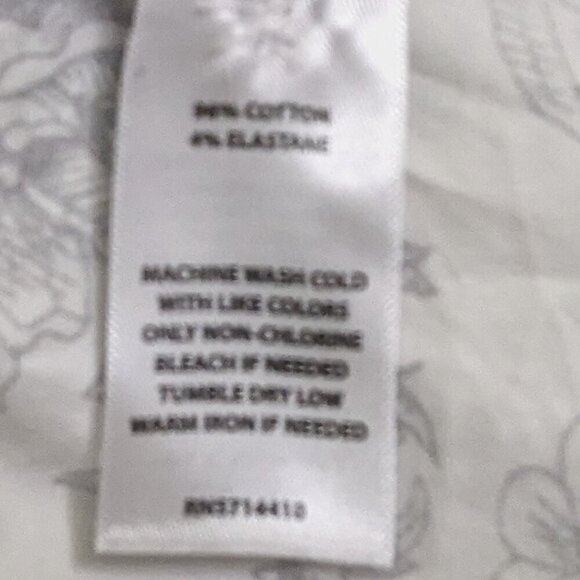 96% COTTON
4% ELASTANE
MACHINE WASH COLD
WITH LIKE COLORS
ONLY NON-CHLORINE
BLEACH IF NEEDED
TUMBLE DRY LOW
WARM IRON IF NEEDED